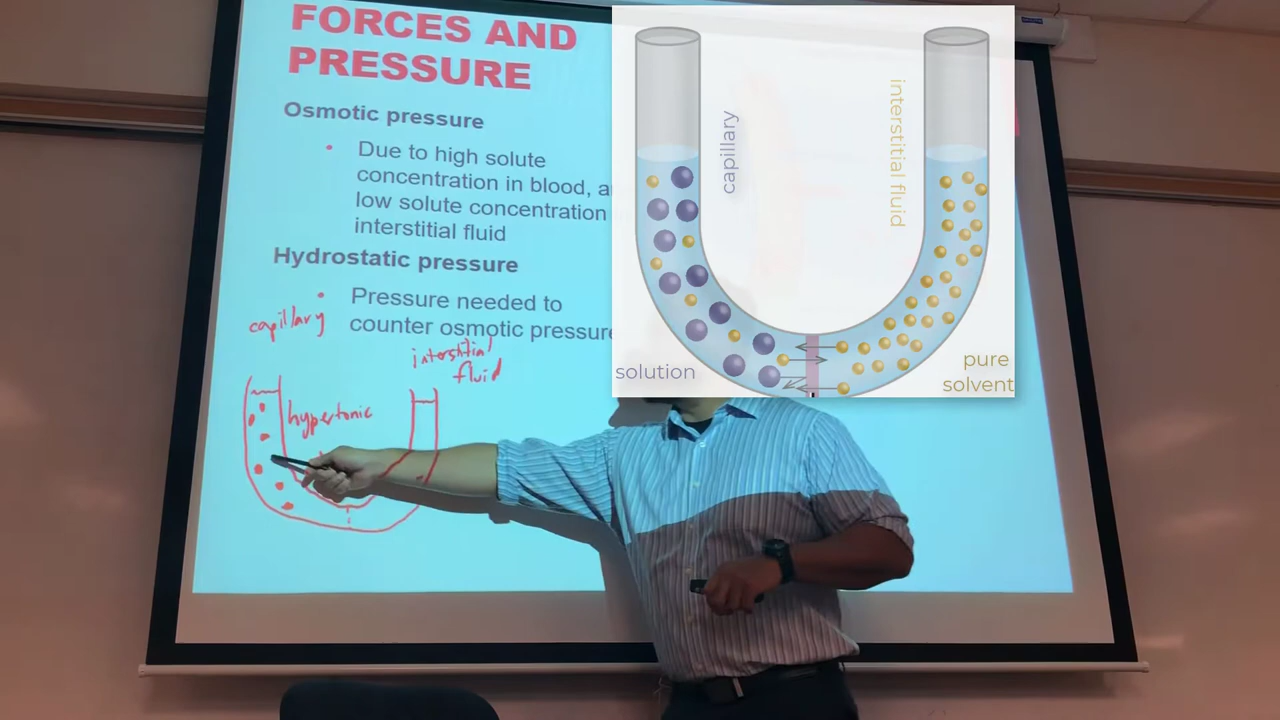 FORCES AND
PRESSURE
Osmotic pressure
Due to high solute
concentration in blood, a
low solute concentration
interstitial fluid
Hydrostatic pressure
Pressure needed to
counter osmotic pressure
capillary
interstitial
fluid
hypertonic
capillary
interstitial fluid
solution
pure
solvent